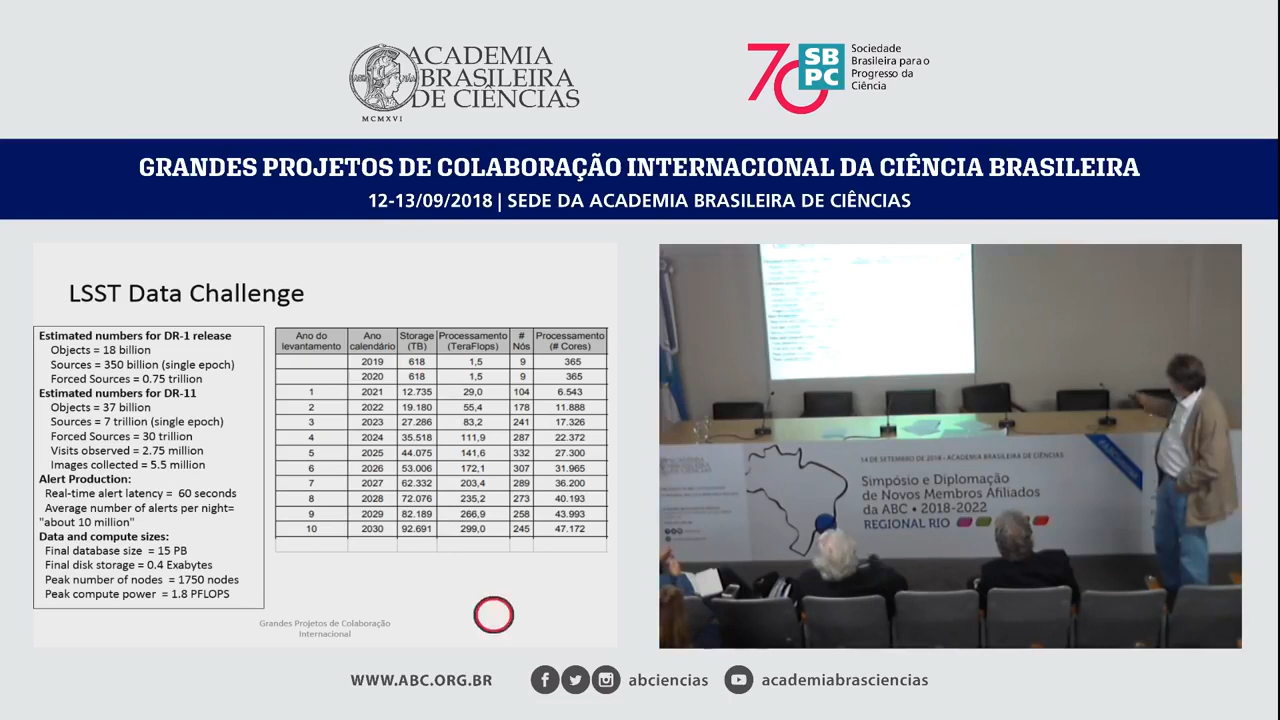 ACADEMIA
BRASILEIRA
DE CIÊNCIAS
MCMXVI
70
SB
PC
Sociedade
Brasileira para o
Progresso da
Ciência
GRANDES PROJETOS DE COLABORAÇÃO INTERNACIONAL DA CIÊNCIA BRASILEIRA
12-13/09/2018 | SEDE DA ACADEMIA BRASILEIRA DE CIÊNCIAS
LSST Data Challenge
Estimated numbers for DR-1 release
Objects = 18 billion
Sources = 350 billion (single epoch)
Forced Sources = 0.75 trillion
Estimated numbers for DR-11
Objects = 37 billion
Sources = 7 trillion (single epoch)
Forced Sources = 30 trillion
Visits observed = 2.75 million
Images collected = 5.5 million
Alert Production:
Real-time alert latency = 60 seconds
Average number of alerts per night=
"about 10 million"
Data and compute sizes:
Final database size = 15 PB
Final disk storage = 0.4 Exabytes
Peak number of nodes = 1750 nodes
Peak compute power = 1.8 PFLOPS
Ano do levantamento Ano calendário Storage (TB) Processamento (TeraFlops) # Nós Processamento (# Cores)
2019 618 1,5 9 365
2020 618 1,5 9 365
1 2021 12.735 29,0 104 6.543
2 2022 19.180 55,4 178 11.888
3 2023 27.286 83,2 241 17.326
4 2024 35.518 111,9 287 22.372
5 2025 44.075 141,6 332 27.300
6 2026 53.006 172,1 307 31.965
7 2027 62.332 203,4 289 36.200
8 2028 72.076 235,2 273 40.193
9 2029 82.189 266,9 258 43.993
10 2030 92.691 299,0 245 47.172
Grandes Projetos de Colaboração
Internacional
14 DE SETEMBRO DE 2018 - ACADEMIA BRASILEIRA DE CIÊNCIAS
Simpósio e Diplomação
de Novos Membros Afiliados
da ABC • 2018-2022
REGIONAL RIO
WWW.ABC.ORG.BR
abciencias
academiabrasciencias